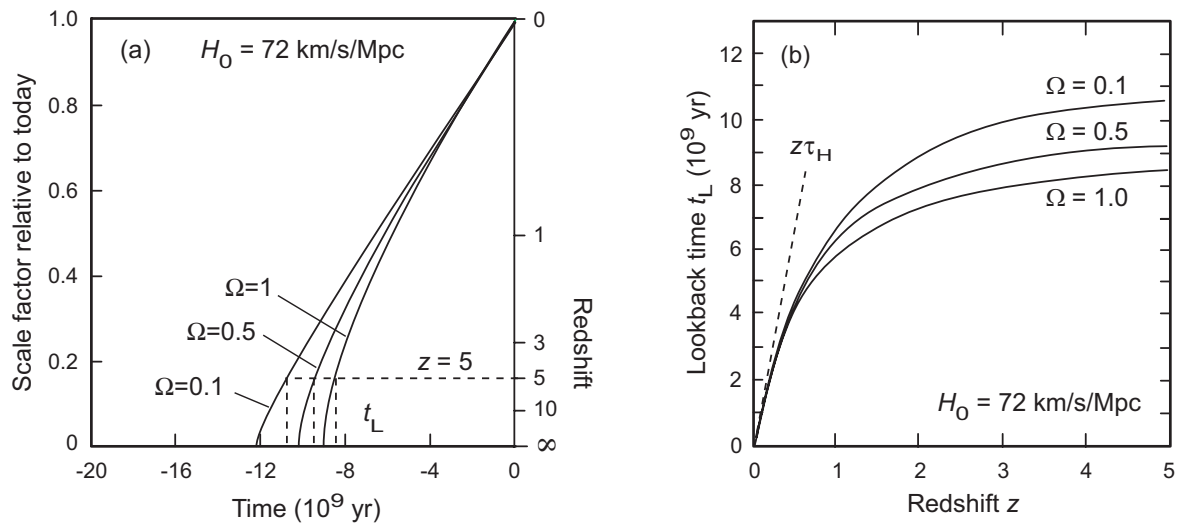 (a)
H0 = 72 km/s/Mpc
Scale factor relative to today
1.0
0.8
0.6
0.4
0.2
0
Ω=1
Ω=0.5
Ω=0.1
z = 5
tL
0
1
3
5
10
∞
Redshift
-20
-16
-12
-8
-4
0
Time (10⁹ yr)
(b)
Lookback time tL (10⁹ yr)
12
10
8
6
4
2
0
zτH
Ω = 0.1
Ω = 0.5
Ω = 1.0
H0 = 72 km/s/Mpc
0
1
2
3
4
5
Redshift z